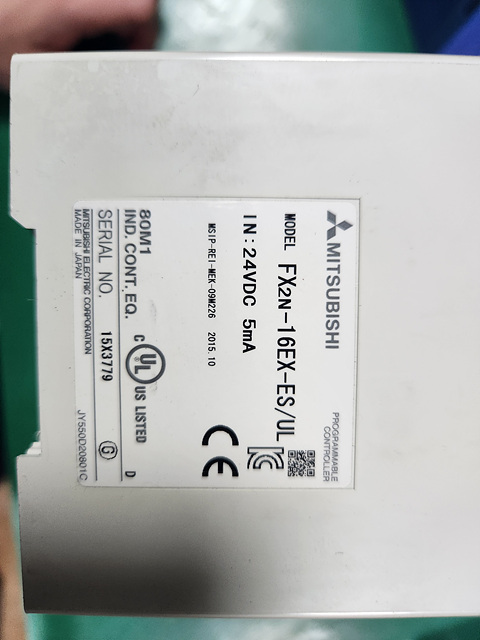 MITSUBISHI
PROGRAMMABLE
CONTROLLER
MODEL FX2N-16EX-ES/UL
IN: 24VDC 5mA
MSIP-REI-MEK-09M226 2015.10
CE
80M1
IND. CONT. EQ.
C UL US LISTED
D
SERIAL NO. 15X3779
G
MITSUBISHI ELECTRIC CORPORATION
MADE IN JAPAN
JY550D20801C